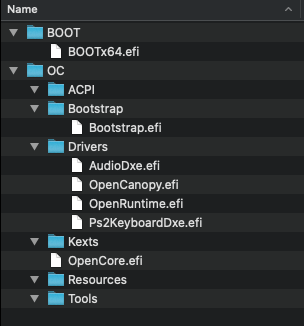 Name
BOOT
BOOTx64.efi
OC
ACPI
Bootstrap
Bootstrap.efi
Drivers
AudioDxe.efi
OpenCanopy.efi
OpenRuntime.efi
Ps2KeyboardDxe.efi
Kexts
OpenCore.efi
Resources
Tools